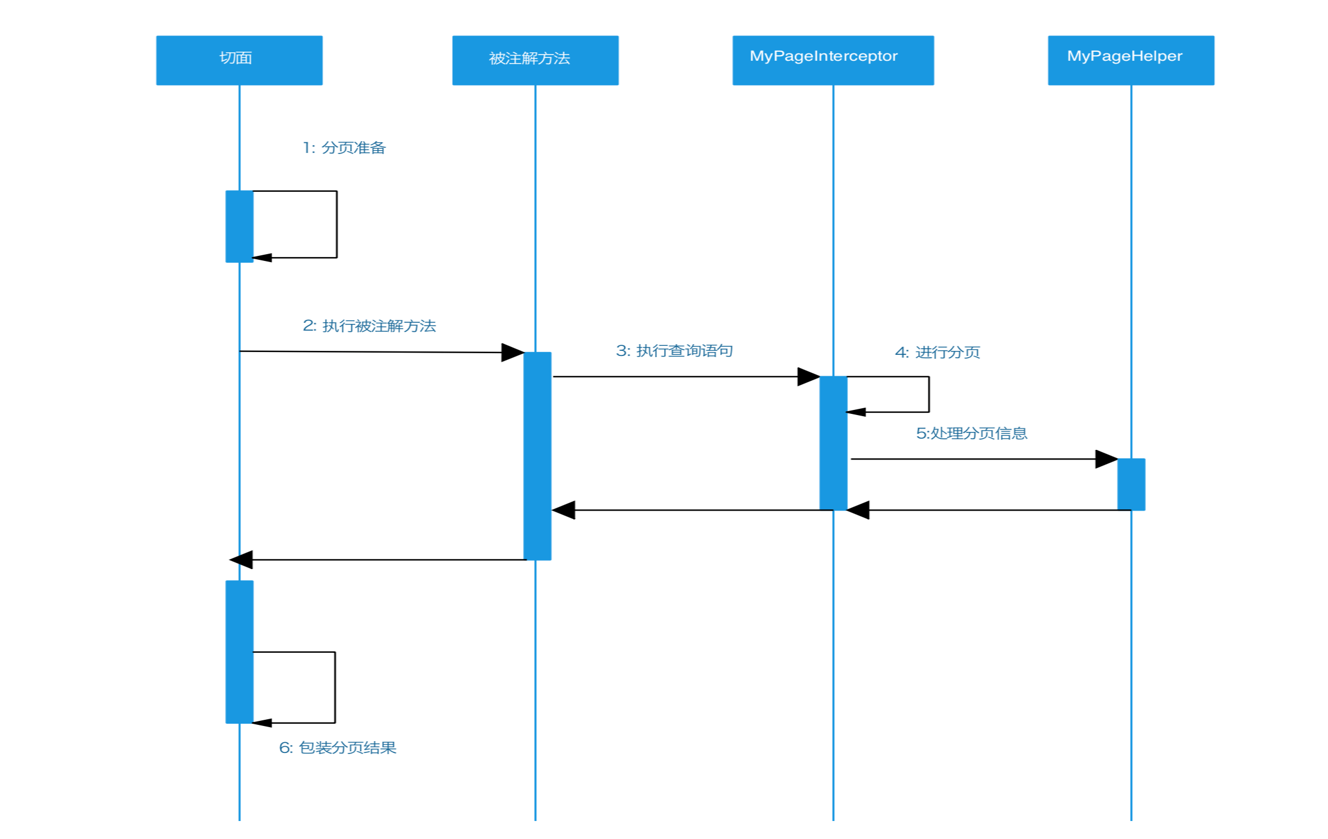 切面
被注解方法
MyPageInterceptor
MyPageHelper
1: 分页准备
2: 执行被注解方法
3: 执行查询语句
4: 进行分页
5:处理分页信息
6: 包装分页结果